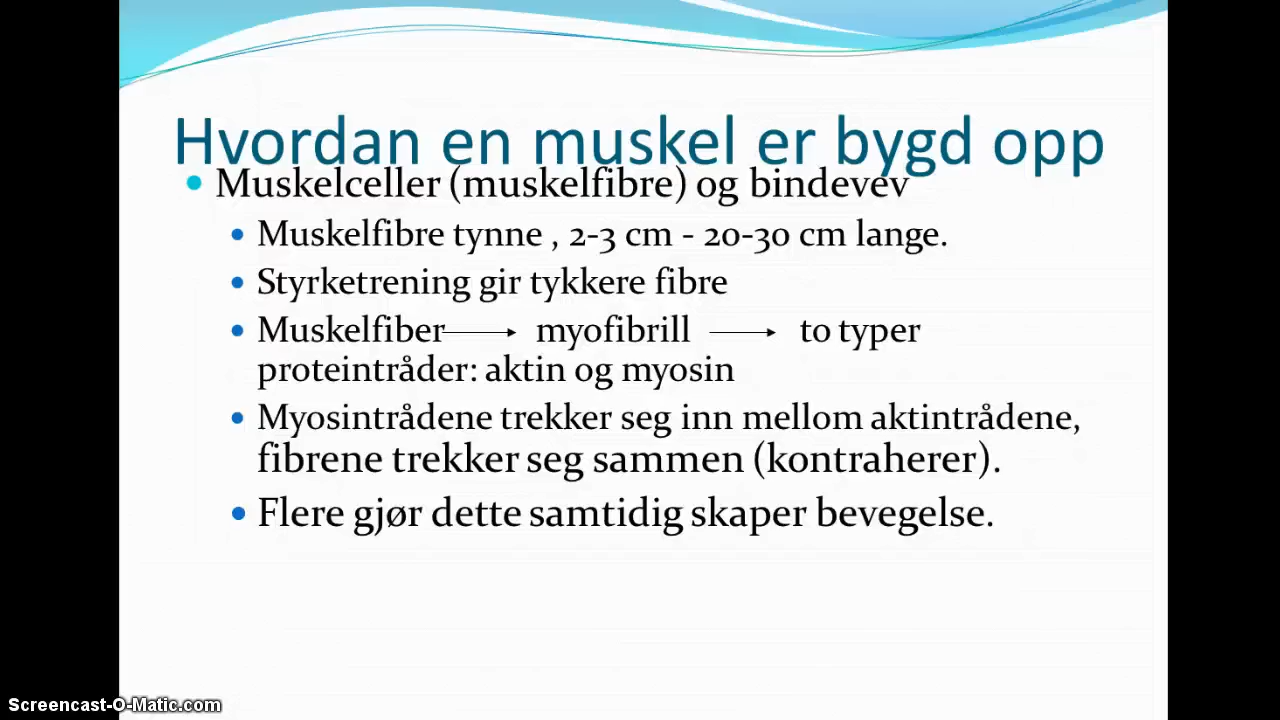 Hvordan en muskel er bygd opp
Muskelceller (muskelfibre) og bindevev
Muskelfibre tynne , 2-3 cm - 20-30 cm lange.
Styrketrening gir tykkere fibre
Muskelfiber myofibrill to typer
proteintråder: aktin og myosin
Myosintrådene trekker seg inn mellom aktintrådene,
fibrene trekker seg sammen (kontraherer).
Flere gjør dette samtidig skaper bevegelse.
Screencast-O-Matic.com